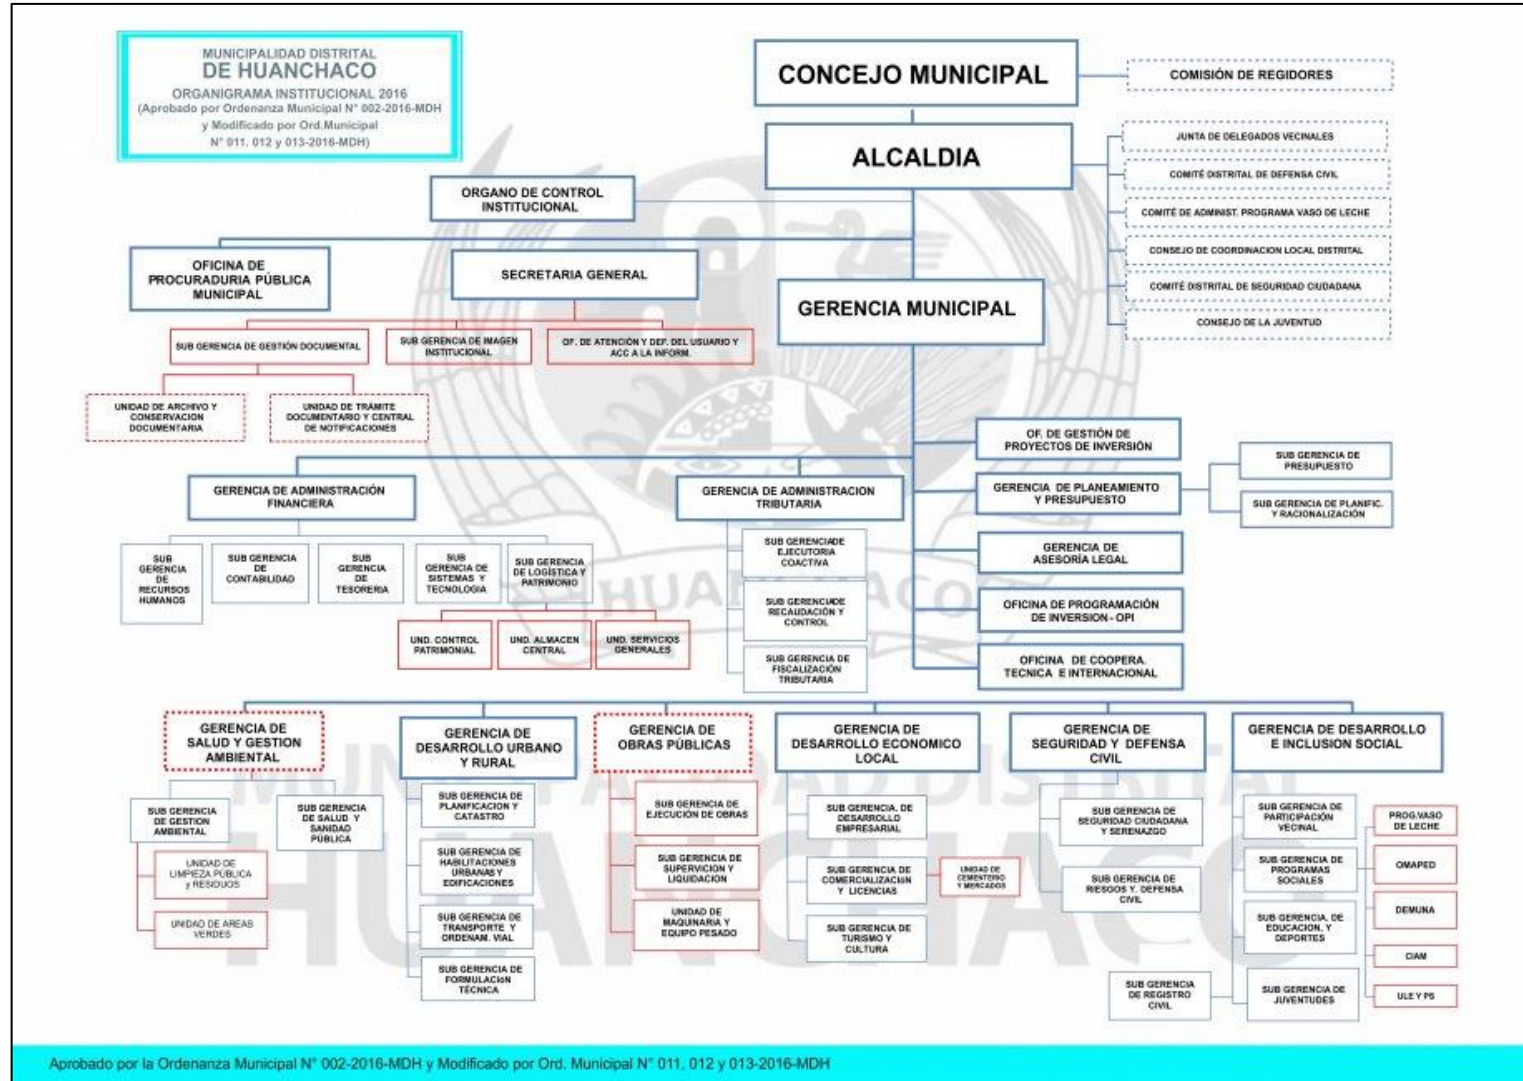 MUNICIPALIDAD DISTRITAL
DE HUANCHACO
ORGANIGRAMA INSTITUCIONAL 2016
(Aprobado por Ordenanza Municipal N° 002-2016-MDH
y Modificado por Ord.Municipal
N° 011, 012 y 013-2016-MDH)
CONCEJO MUNICIPAL
COMISIÓN DE REGIDORES
ALCALDIA
JUNTA DE DELEGADOS VECINALES
COMITÉ DISTRITAL DE DEFENSA CIVIL
COMITÉ DE ADMINIST. PROGRAMA VASO DE LECHE
CONSEJO DE COORDINACION LOCAL DISTRITAL
COMITÉ DISTRITAL DE SEGURIDAD CIUDADANA
CONSEJO DE LA JUVENTUD
ORGANO DE CONTROL
INSTITUCIONAL
OFICINA DE
PROCURADURIA PÚBLICA
MUNICIPAL
SECRETARIA GENERAL
GERENCIA MUNICIPAL
SUB GERENCIA DE GESTIÓN DOCUMENTAL
SUB GERENCIA DE IMAGEN
INSTITUCIONAL
OF. DE ATENCIÓN Y DEF. DEL USUARIO Y
ACC A LA INFORM.
UNIDAD DE ARCHIVO Y
CONSERVACION
DOCUMENTARIA
UNIDAD DE TRÁMITE
DOCUMENTARIO Y CENTRAL
DE NOTIFICACIONES
OF. DE GESTIÓN DE
PROYECTOS DE INVERSIÓN
GERENCIA DE PLANEAMIENTO
Y PRESUPUESTO
SUB GERENCIA DE
PRESUPUESTO
SUB GERENCIA DE PLANIFIC.
Y RACIONALIZACIÓN
GERENCIA DE
ASESORÍA LEGAL
OFICINA DE PROGRAMACIÓN
DE INVERSION- OPI
OFICINA DE COOPERA.
TECNICA E INTERNACIONAL
GERENCIA DE ADMINISTRACIÓN
FINANCIERA
SUB
GERENCIA
DE
RECURSOS
HUMANOS
SUB GERENCIA
DE
CONTABILIDAD
SUB
GERENCIA
DE
TESORERIA
SUB
GERENCIA DE
SISTEMAS Y
TECNOLOGIA
SUB GERENCIA
DE LOGÍSTICA Y
PATRIMONIO
UND. CONTROL
PATRIMONIAL
UND. ALMACEN
CENTRAL
UND. SERVICIOS
GENERALES
GERENCIA DE ADMINISTRACION
TRIBUTARIA
SUB GERENCIADE
EJECUTORIA
COACTIVA
SUB GERENCIADE
RECAUDACIÓN Y
CONTROL
SUB GERENCIA DE
FISCALIZACIÓN
TRIBUTARIA
HUANCHACO
GERENCIA DE
SALUD Y GESTION
AMBIENTAL
SUB GERENCIA
DE GESTION
AMBIENTAL
SUB GERENCIA
DE SALUD Y
SANIDAD
PÚBLICA
UNIDAD DE
LIMPIEZA PÚBLICA
y RESIDUOS
UNIDAD DE AREAS
VERDES
GERENCIA DE
DESARROLLO URBANO
Y RURAL
SUB GERENCIA DE
PLANIFICACION Y
CATASTRO
SUB GERENCIA DE
HABILITACIONES
URBANAS Y
EDIFICACIONES
SUB GERENCIA DE
TRANSPORTE Y
ORDENAM. VIAL
SUB GERENCIA DE
FORMULACIÓN
TÉCNICA
GERENCIA DE
OBRAS PÚBLICAS
SUB GERENCIA DE
EJECUCIÓN DE OBRAS
SUB GERENCIA DE
SUPERVICION Y
LIQUIDACION
UNIDAD DE
MAQUINARIA Y
EQUIPO PESADO
GERENCIA DE
DESARROLLO ECONOMICO
LOCAL
SUB GERENCIA. DE
DESARROLLO
EMPRESARIAL
SUB GERENCIA DE
COMERCIALIZACIÓN
Y LICENCIAS
UNIDAD DE
CEMENTERIO
Y MERCADOS
SUB GERENCIA DE
TURISMO Y
CULTURA
GERENCIA DE
SEGURIDAD Y DEFENSA
CIVIL
SUB GERENCIA DE
SEGURIDAD CIUDADANA
Y SERENAZGO
SUB GERENCIA DE
RIESGOS Y. DEFENSA
CIVIL
GERENCIA DE DESARROLLO
E INCLUSION SOCIAL
SUB GERENCIA DE
PARTICIPACIÓN
VECINAL
SUB GERENCIA DE
PROGRAMAS
SOCIALES
SUB GERENCIA. DE
EDUCACION, Y
DEPORTES
SUB GERENCIA DE
JUVENTUDES
SUB GERENCIA
DE REGISTRO
CIVIL
PROG.VASO
DE LECHE
OMAPED
DEMUNA
CIAM
ULE Y PS
MUNICIPALIDAD DISTRITAL
HUANCHACO
Aprobado por la Ordenanza Municipal N° 002-2016-MDH y Modificado por Ord. Municipal N° 011, 012 y 013-2016-MDH